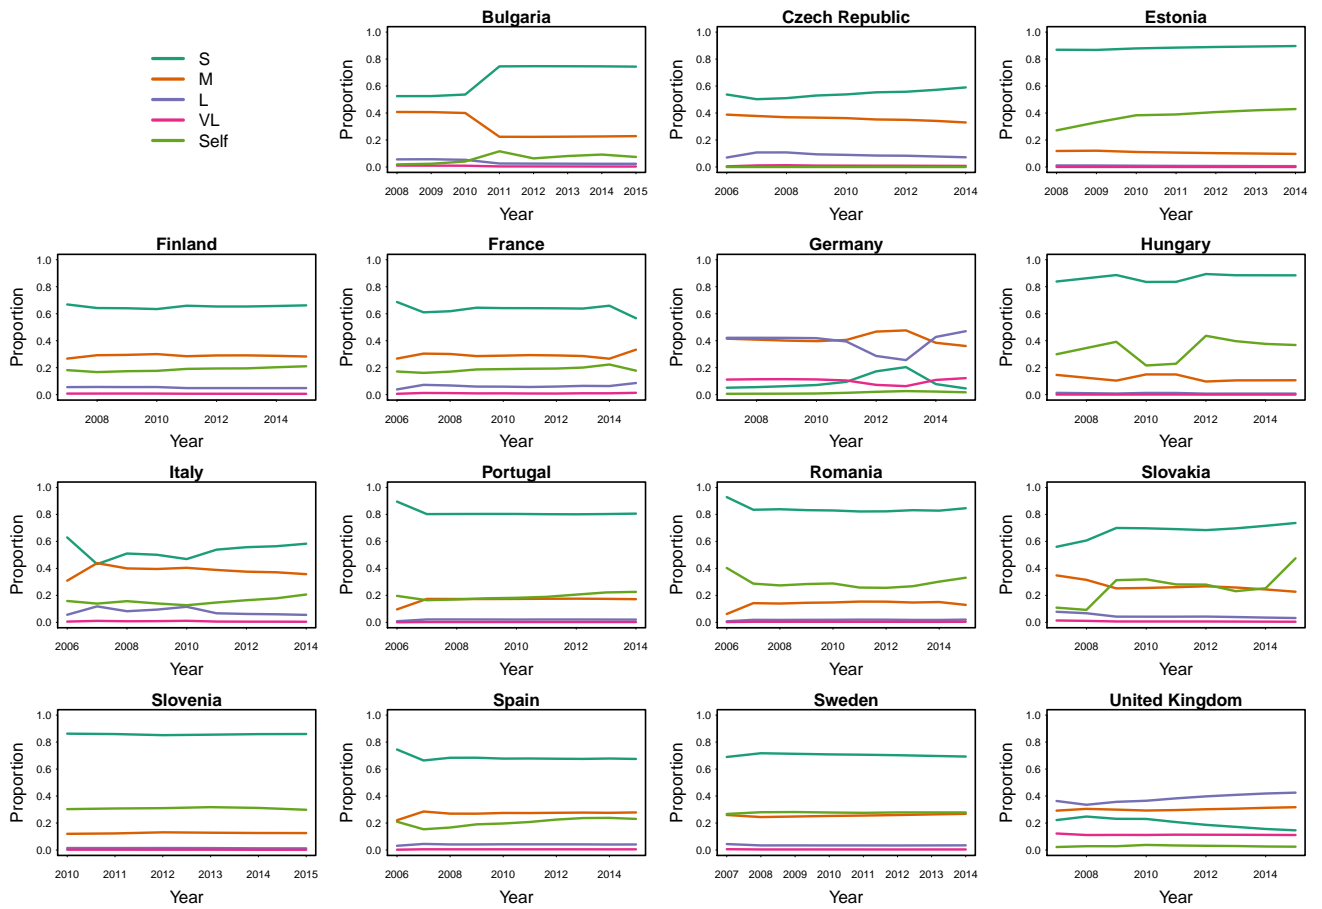 S
M
L
VL
Self
Bulgaria
Proportion
1.0
0.8
0.6
0.4
0.2
0.0
2008 2009 2010 2011 2012 2013 2014 2015
Year
Czech Republic
Proportion
1.0
0.8
0.6
0.4
0.2
0.0
2006 2008 2010 2012 2014
Year
Estonia
Proportion
1.0
0.8
0.6
0.4
0.2
0.0
2008 2009 2010 2011 2012 2013 2014
Year
Finland
Proportion
1.0
0.8
0.6
0.4
0.2
0.0
2008 2010 2012 2014
Year
France
Proportion
1.0
0.8
0.6
0.4
0.2
0.0
2006 2008 2010 2012 2014
Year
Germany
Proportion
1.0
0.8
0.6
0.4
0.2
0.0
2008 2010 2012 2014
Year
Hungary
Proportion
1.0
0.8
0.6
0.4
0.2
0.0
2008 2010 2012 2014
Year
Italy
Proportion
1.0
0.8
0.6
0.4
0.2
0.0
2006 2008 2010 2012 2014
Year
Portugal
Proportion
1.0
0.8
0.6
0.4
0.2
0.0
2006 2008 2010 2012 2014
Year
Romania
Proportion
1.0
0.8
0.6
0.4
0.2
0.0
2006 2008 2010 2012 2014
Year
Slovakia
Proportion
1.0
0.8
0.6
0.4
0.2
0.0
2008 2010 2012 2014
Year
Slovenia
Proportion
1.0
0.8
0.6
0.4
0.2
0.0
2010 2011 2012 2013 2014 2015
Year
Spain
Proportion
1.0
0.8
0.6
0.4
0.2
0.0
2006 2008 2010 2012 2014
Year
Sweden
Proportion
1.0
0.8
0.6
0.4
0.2
0.0
2007 2008 2009 2010 2011 2012 2013 2014
Year
United Kingdom
Proportion
1.0
0.8
0.6
0.4
0.2
0.0
2008 2010 2012 2014
Year